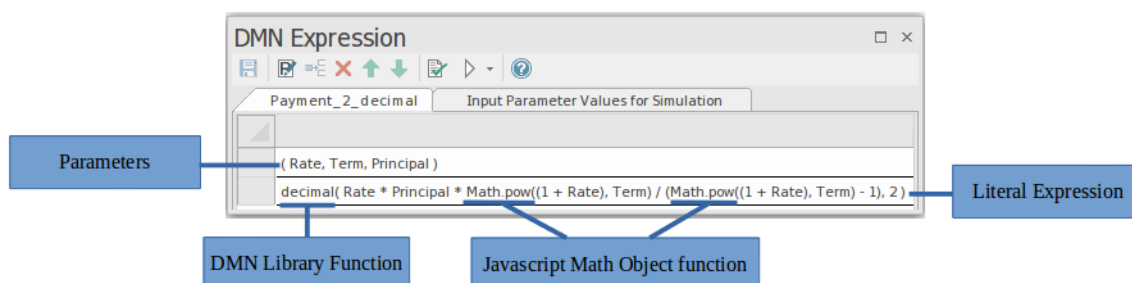 DMN Expression
Payment_2_decimal
Input Parameter Values for Simulation
Parameters
( Rate, Term, Principal )
decimal( Rate * Principal * Math.pow((1 + Rate), Term) / (Math.pow((1 + Rate), Term) - 1), 2 )
Literal Expression
DMN Library Function
Javascript Math Object function